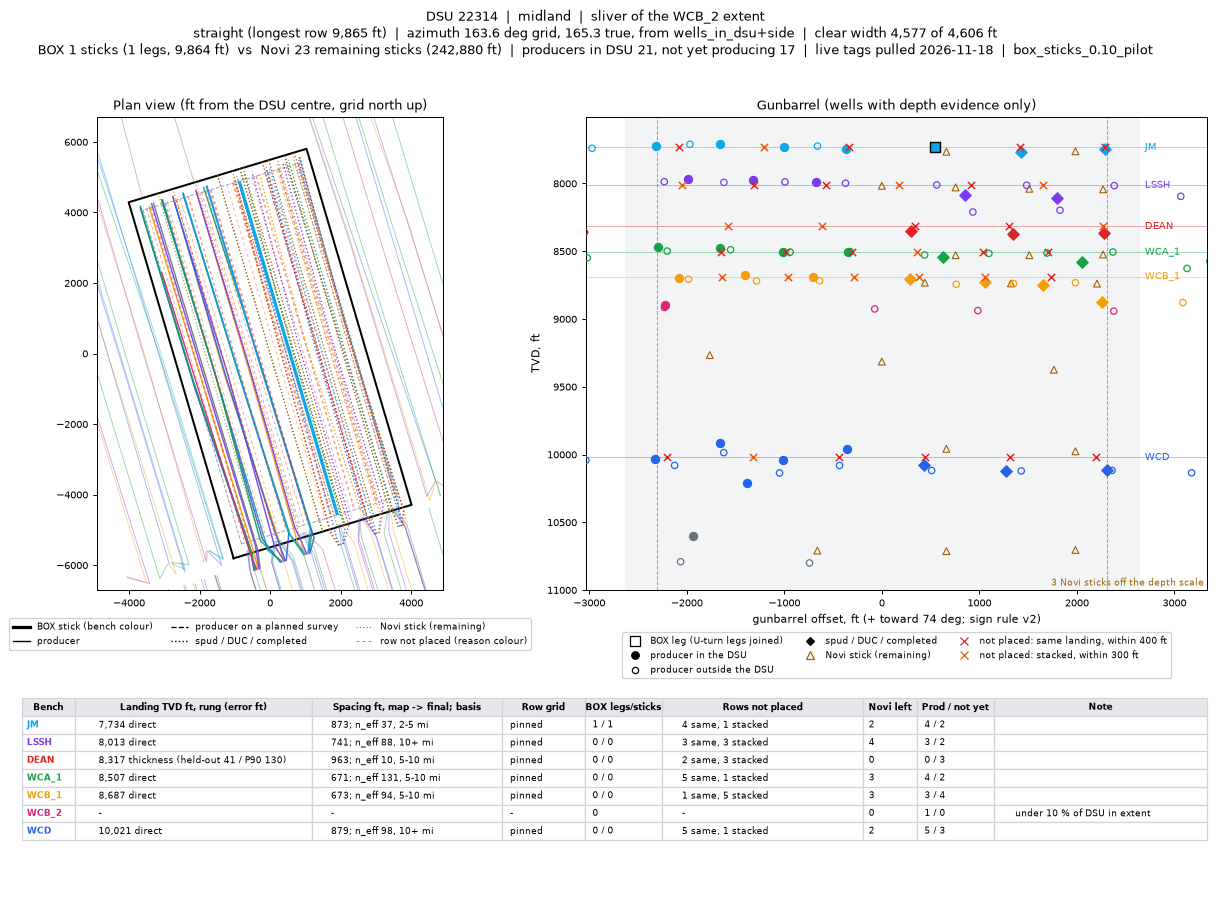 DSU 22314 | midland | sliver of the WCB_2 extent
straight (longest row 9,865 ft) | azimuth 163.6 deg grid, 165.3 true, from wells_in_dsu+side | clear width 4,577 of 4,606 ft
BOX 1 sticks (1 legs, 9,864 ft) vs Novi 23 remaining sticks (242,880 ft) | producers in DSU 21, not yet producing 17 | live tags pulled 2026-11-18 | box_sticks_0.10_pilot
Plan view (ft from the DSU centre, grid north up)
6000
4000
2000
0
−2000
−4000
−6000
−4000 −2000 0 2000 4000
BOX stick (bench colour) producer on a planned survey Novi stick (remaining)
producer spud / DUC / completed row not placed (reason colour)
Gunbarrel (wells with depth evidence only)
TVD, ft
8000
8500
9000
9500
10000
10500
11000
JM
LSSH
DEAN
WCA_1
WCB_1
WCD
3 Novi sticks off the depth scale
−3000 −2000 −1000 0 1000 2000 3000
gunbarrel offset, ft (+ toward 74 deg; sign rule v2)
BOX leg (U-turn legs joined) spud / DUC / completed not placed: same landing, within 400 ft
producer in the DSU Novi stick (remaining) not placed: stacked, within 300 ft
producer outside the DSU
Bench Landing TVD ft, rung (error ft) Spacing ft, map -> final; basis Row grid BOX legs/sticks Rows not placed Novi left Prod / not yet Note
JM 7,734 direct 873; n_eff 37, 2-5 mi pinned 1 / 1 4 same, 1 stacked 2 4 / 2
LSSH 8,013 direct 741; n_eff 88, 10+ mi pinned 0 / 0 3 same, 3 stacked 4 3 / 2
DEAN 8,317 thickness (held-out 41 / P90 130) 963; n_eff 10, 5-10 mi pinned 0 / 0 2 same, 3 stacked 0 0 / 3
WCA_1 8,507 direct 671; n_eff 131, 5-10 mi pinned 0 / 0 5 same, 1 stacked 3 4 / 2
WCB_1 8,687 direct 673; n_eff 94, 5-10 mi pinned 0 / 0 1 same, 5 stacked 3 3 / 4
WCB_2 - - - 0 - 0 1 / 0 under 10 % of DSU in extent
WCD 10,021 direct 879; n_eff 98, 10+ mi pinned 0 / 0 5 same, 1 stacked 2 5 / 3